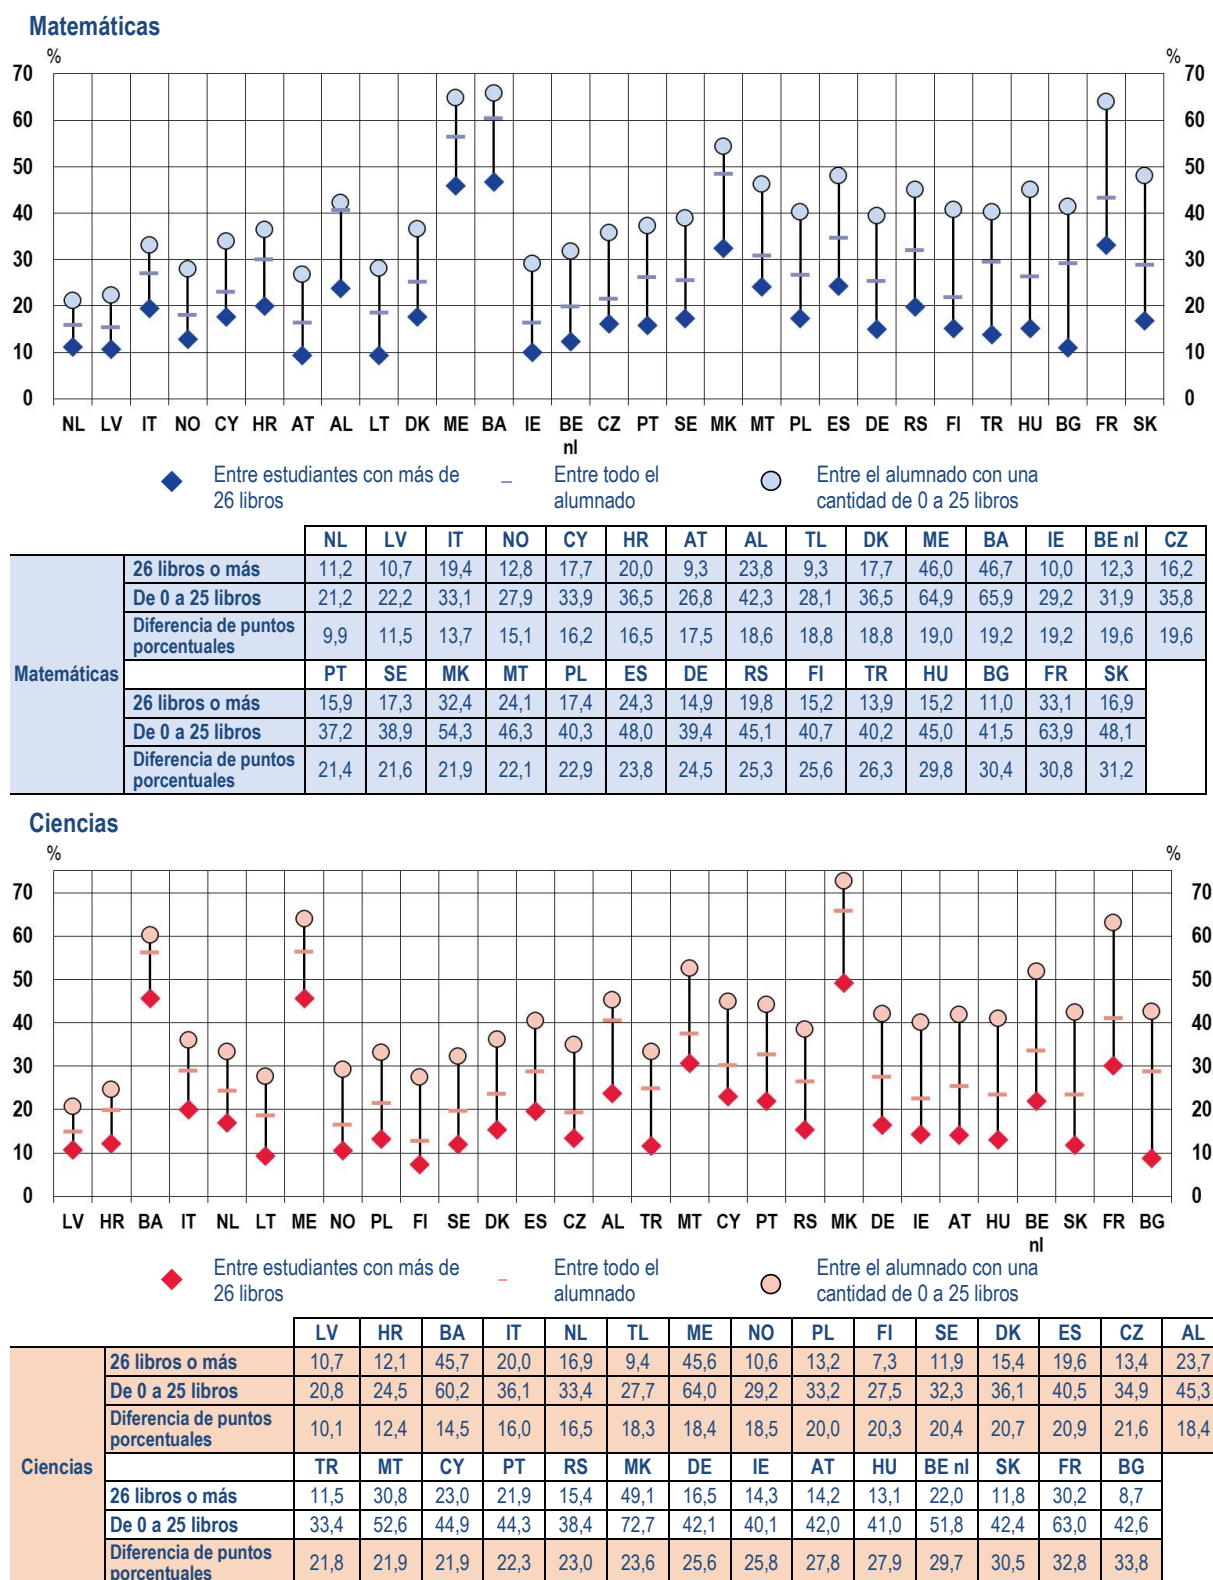 Matemáticas
% %
70 70
60 60
50 50
40 40
30 30
20 20
10 10
0 0
NL LV IT NO CY HR AT AL LT DK ME BA IE BE nl CZ PT SE MK MT PL ES DE RS FI TR HU BG FR SK
Entre estudiantes con más de 26 libros
Entre todo el alumnado
Entre el alumnado con una cantidad de 0 a 25 libros
NL LV IT NO CY HR AT AL TL DK ME BA IE BE nl CZ
Matemáticas
26 libros o más 11,2 10,7 19,4 12,8 17,7 20,0 9,3 23,8 9,3 17,7 46,0 46,7 10,0 12,3 16,2
De 0 a 25 libros 21,2 22,2 33,1 27,9 33,9 36,5 26,8 42,3 28,1 36,5 64,9 65,9 29,2 31,9 35,8
Diferencia de puntos porcentuales 9,9 11,5 13,7 15,1 16,2 16,5 17,5 18,6 18,8 18,8 19,0 19,2 19,2 19,6 19,6
PT SE MK MT PL ES DE RS FI TR HU BG FR SK
26 libros o más 15,9 17,3 32,4 24,1 17,4 24,3 14,9 19,8 15,2 13,9 15,2 11,0 33,1 16,9
De 0 a 25 libros 37,2 38,9 54,3 46,3 40,3 48,0 39,4 45,1 40,7 40,2 45,0 41,5 63,9 48,1
Diferencia de puntos porcentuales 21,4 21,6 21,9 22,1 22,9 23,8 24,5 25,3 25,6 26,3 29,8 30,4 30,8 31,2
Ciencias
% %
70 70
60 60
50 50
40 40
30 30
20 20
10 10
0 0
LV HR BA IT NL LT ME NO PL FI SE DK ES CZ AL TR MT CY PT RS MK DE IE AT HU BE nl SK FR BG
Entre estudiantes con más de 26 libros
Entre todo el alumnado
Entre el alumnado con una cantidad de 0 a 25 libros
LV HR BA IT NL TL ME NO PL FI SE DK ES CZ AL
Ciencias
26 libros o más 10,7 12,1 45,7 20,0 16,9 9,4 45,6 10,6 13,2 7,3 11,9 15,4 19,6 13,4 23,7
De 0 a 25 libros 20,8 24,5 60,2 36,1 33,4 27,7 64,0 29,2 33,2 27,5 32,3 36,1 40,5 34,9 45,3
Diferencia de puntos porcentuales 10,1 12,4 14,5 16,0 16,5 18,3 18,4 18,5 20,0 20,3 20,4 20,7 20,9 21,6 18,4
TR MT CY PT RS MK DE IE AT HU BE nl SK FR BG
26 libros o más 11,5 30,8 23,0 21,9 15,4 49,1 16,5 14,3 14,2 13,1 22,0 11,8 30,2 8,7
De 0 a 25 libros 33,4 52,6 44,9 44,3 38,4 72,7 42,1 40,1 42,0 41,0 51,8 42,4 63,0 42,6
Diferencia de puntos porcentuales 21,8 21,9 21,9 22,3 23,0 23,6 25,6 25,8 27,8 27,9 29,7 30,5 32,8 33,8